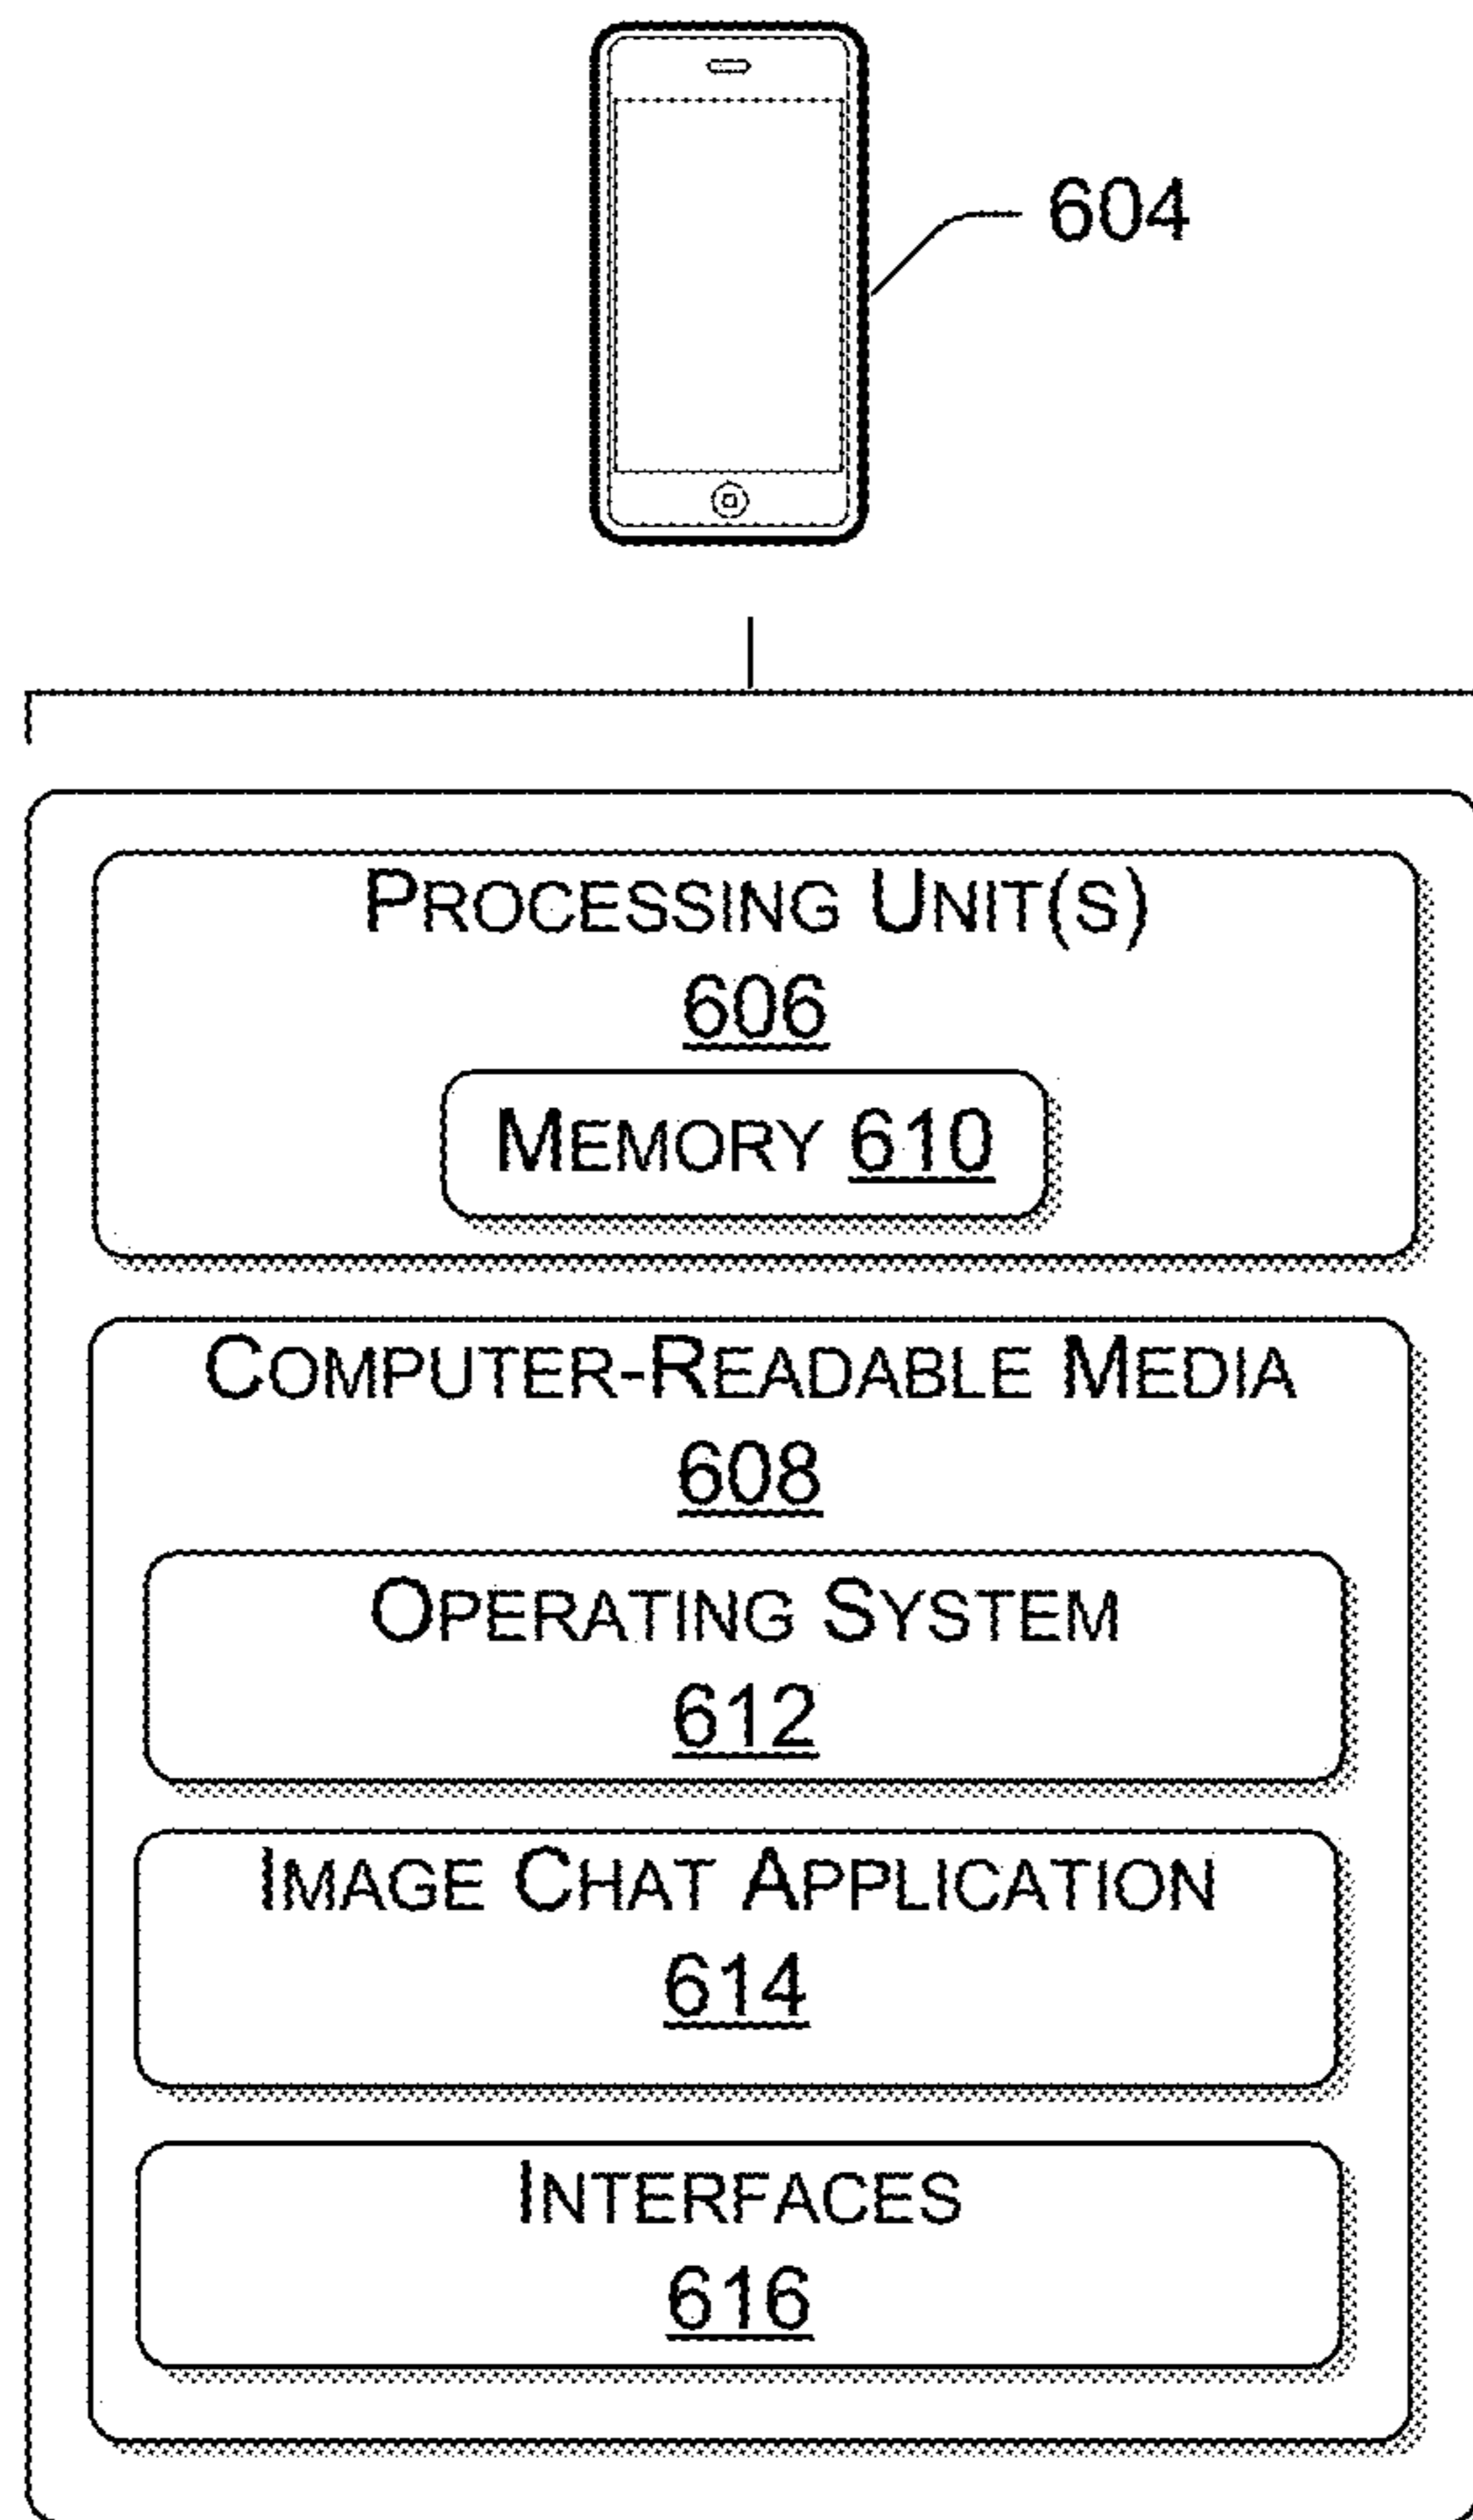 604
PROCESSING UNIT(S)
606
MEMORY 610
COMPUTER-READABLE MEDIA
608
OPERATING SYSTEM
612
IMAGE CHAT APPLICATION
614
INTERFACES
616